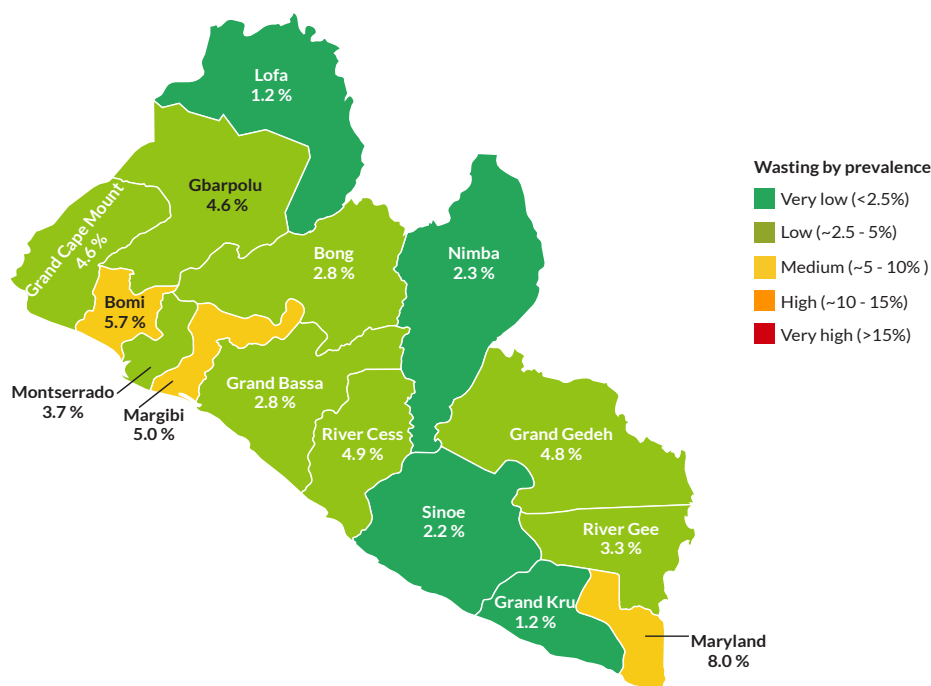 Lofa
1.2 %
Gbarpolu
4.6 %
Grand Cape Mount
4.6 %
Bong
2.8 %
Nimba
2.3 %
Bomi
5.7 %
Montserrado
3.7 %
Margibi
5.0 %
Grand Bassa
2.8 %
River Cess
4.9 %
Grand Gedeh
4.8 %
Sinoe
2.2 %
River Gee
3.3 %
Grand Kru
1.2 %
Maryland
8.0 %
Wasting by prevalence
Very low (<2.5%)
Low (~2.5 - 5%)
Medium (~5 - 10%)
High (~10 - 15%)
Very high (>15%)